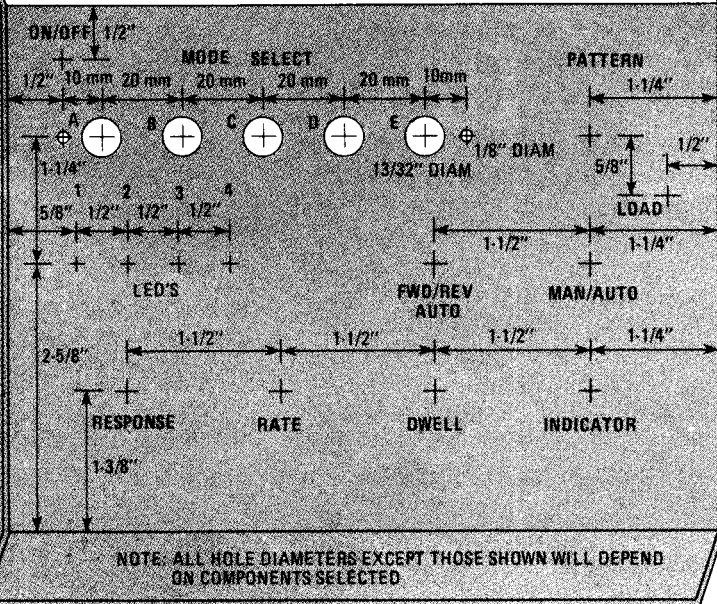 ON/OFF 1/2"
MODE SELECT
PATTERN
1/2" 10 mm 20 mm 20 mm 20 mm 20 mm 10mm
1-1/4"
A B C D E
1/8" DIAM
13/32" DIAM
1-1/4"
5/8"
1/2"
LOAD
1 2 3 4
5/8" 1/2" 1/2" 1/2"
1-1/2" 1-1/4"
LED'S
FWD/REV
AUTO
MAN/AUTO
2-5/8"
1-1/2" 1-1/2" 1-1/2" 1-1/4"
RESPONSE RATE DWELL INDICATOR
1-3/8"
NOTE: ALL HOLE DIAMETERS EXCEPT THOSE SHOWN WILL DEPEND
ON COMPONENTS SELECTED